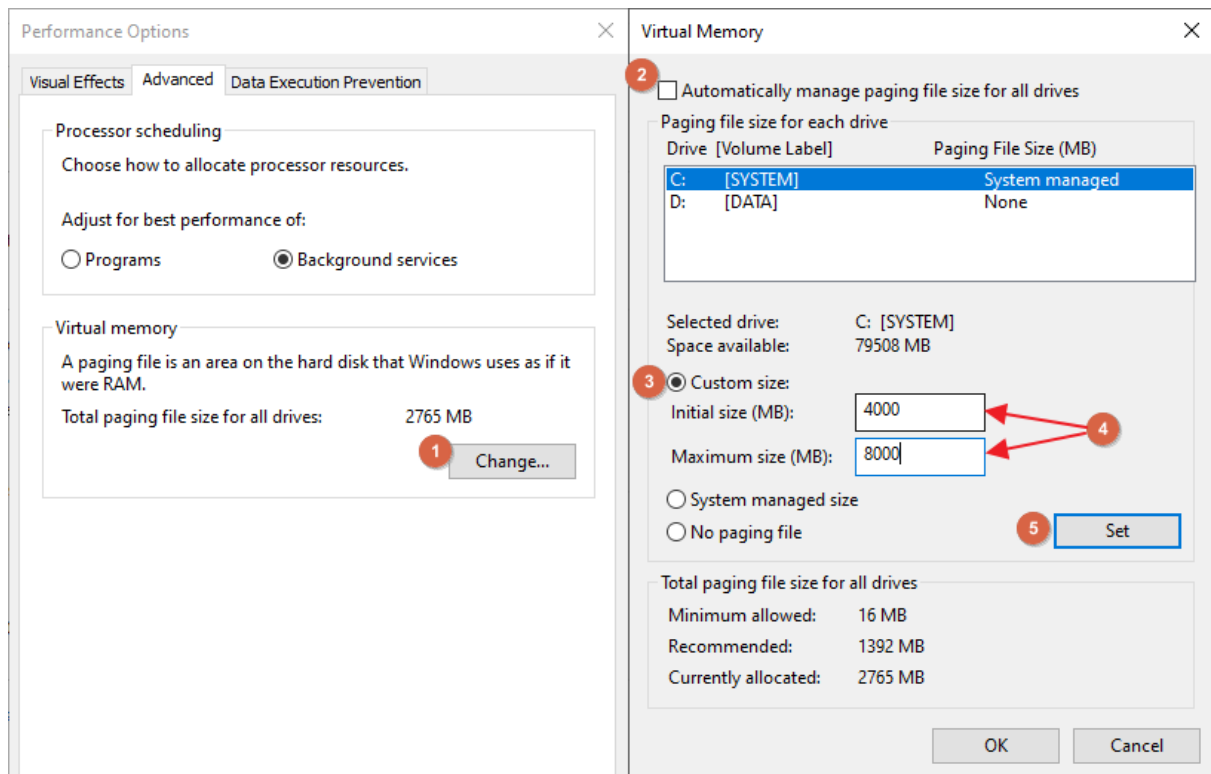 Performance Options
Visual Effects Advanced Data Execution Prevention
Processor scheduling
Choose how to allocate processor resources.
Adjust for best performance of:
Programs Background services
Virtual memory
A paging file is an area on the hard disk that Windows uses as if it
were RAM.
Total paging file size for all drives: 2765 MB
1 Change...
Virtual Memory
2
Automatically manage paging file size for all drives
Paging file size for each drive
Drive [Volume Label] Paging File Size (MB)
C: [SYSTEM] System managed
D: [DATA] None
Selected drive: C: [SYSTEM]
Space available: 79508 MB
3 Custom size:
Initial size (MB): 4000
4
Maximum size (MB): 8000
System managed size
No paging file 5 Set
Total paging file size for all drives
Minimum allowed: 16 MB
Recommended: 1392 MB
Currently allocated: 2765 MB
OK Cancel